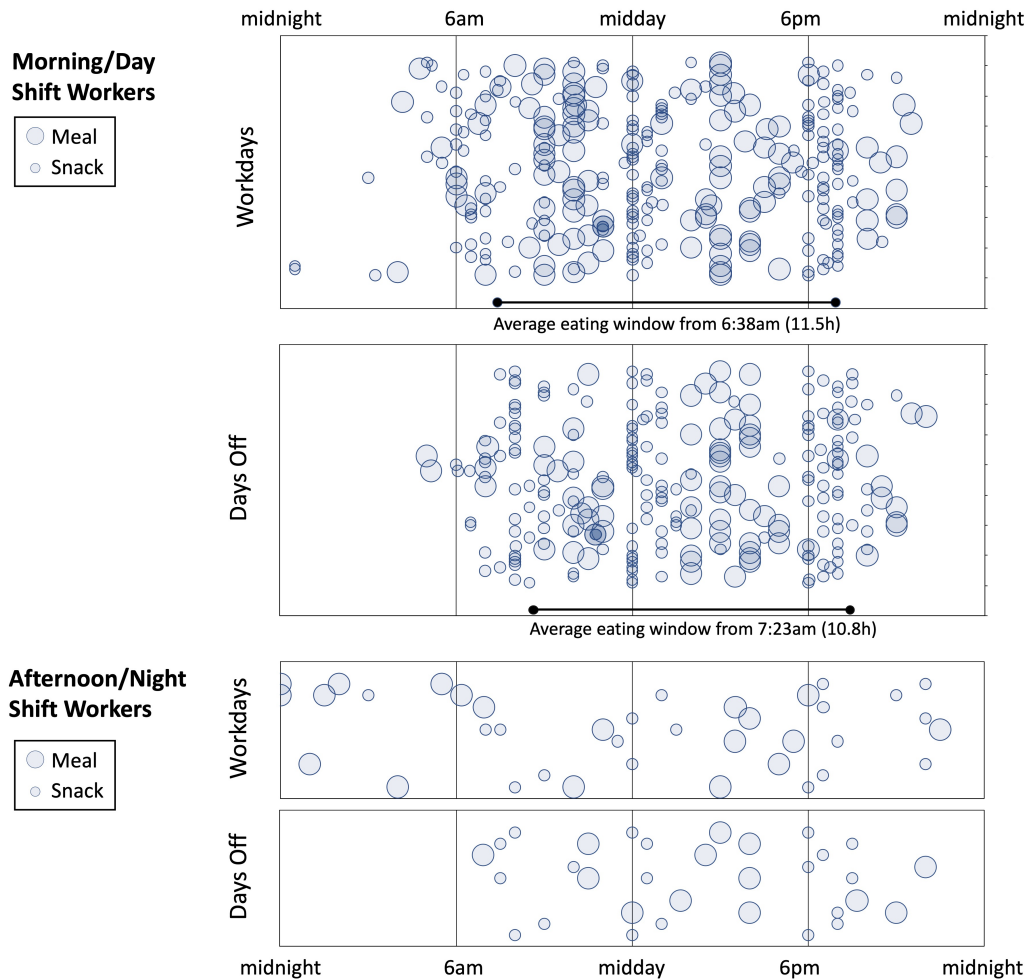 midnight 6am midday 6pm midnight
Morning/Day
Shift Workers
Meal
Snack
Workdays
Average eating window from 6:38am (11.5h)
Days Off
Average eating window from 7:23am (10.8h)
Afternoon/Night
Shift Workers
Meal
Snack
Workdays
Days Off
midnight 6am midday 6pm midnight